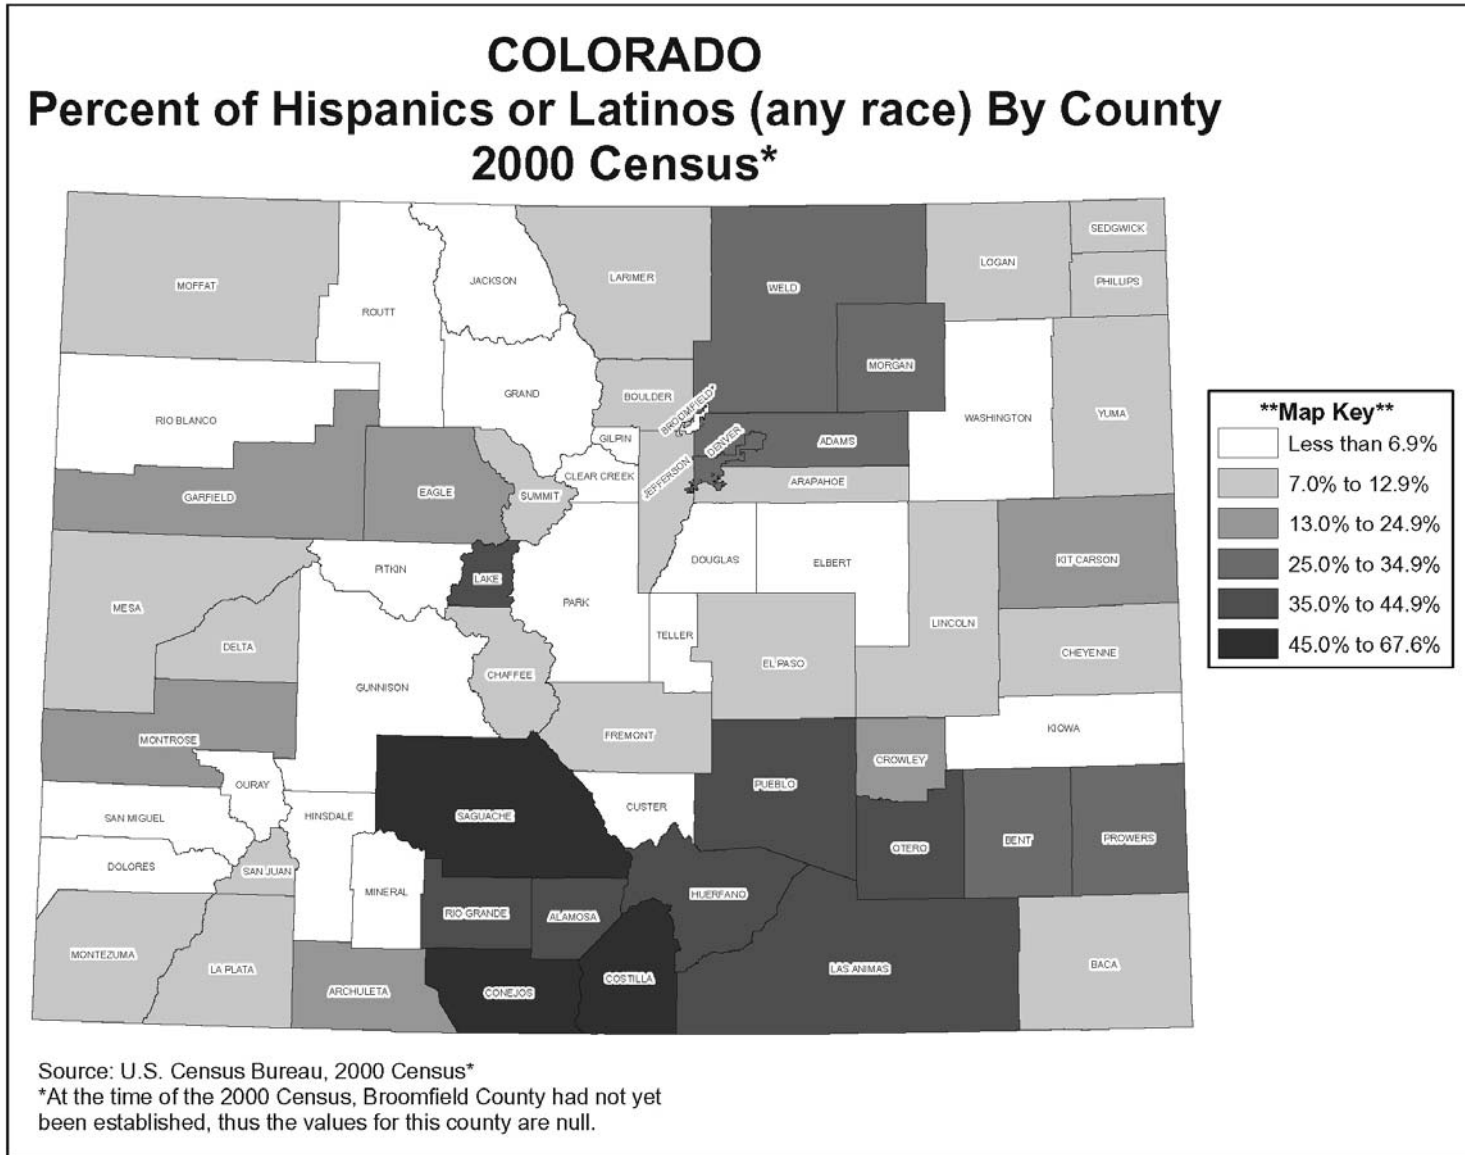 COLORADO
Percent of Hispanics or Latinos (any race) By County
2000 Census*
SEDGWICK
LOGAN
MOFFAT
JACKSON
LARIMER
WELD
PHILLIPS
ROUTT
MORGAN
GRAND
BOULDER
BROOMFIELD*
RIO BLANCO
WASHINGTON
YUMA
GILPIN
DENVER
ADAMS
CLEAR CREEK
JEFFERSON
ARAPAHOE
GARFIELD
EAGLE
SUMMIT
PITKIN
LAKE
DOUGLAS
ELBERT
KIT CARSON
MESA
PARK
TELLER
LINCOLN
DELTA
CHEYENNE
GUNNISON
CHAFFEE
EL PASO
MONTROSE
FREMONT
KIOWA
CROWLEY
OURAY
PUEBLO
SAN MIGUEL
HINSDALE
SAGUACHE
CUSTER
OTERO
BENT
PROWERS
DOLORES
SAN JUAN
MINERAL
HUERFANO
RIO GRANDE
ALAMOSA
MONTEZUMA
LA PLATA
ARCHULETA
CONEJOS
COSTILLA
LAS ANIMAS
BACA
**Map Key**
Less than 6.9%
7.0% to 12.9%
13.0% to 24.9%
25.0% to 34.9%
35.0% to 44.9%
45.0% to 67.6%
Source: U.S. Census Bureau, 2000 Census*
*At the time of the 2000 Census, Broomfield County had not yet
been established, thus the values for this county are null.